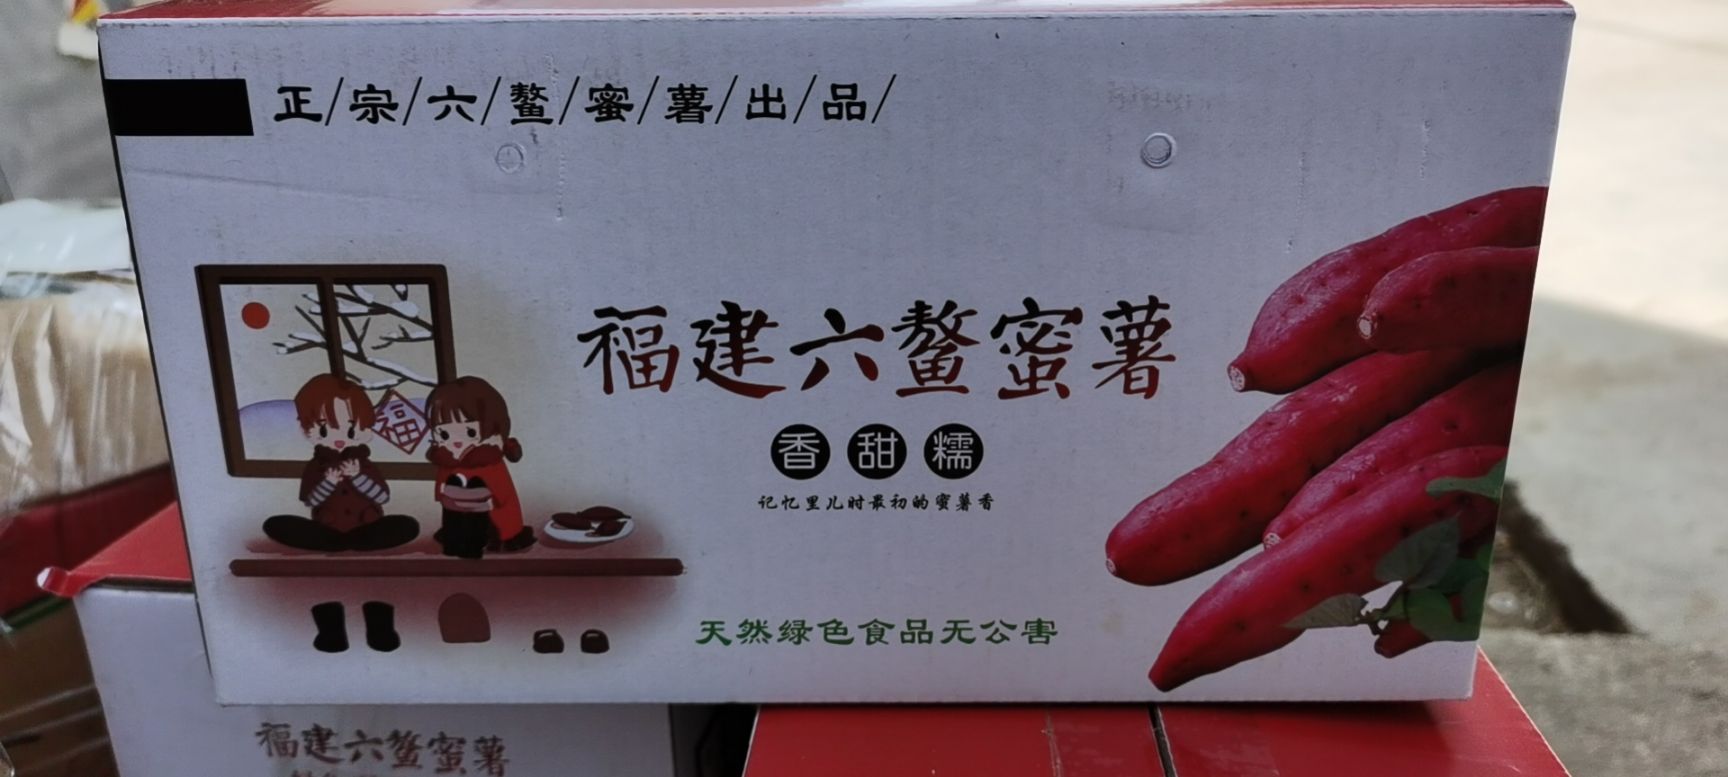 正/宗/六/鳌/蜜/薯/出/品/
福
福建六鳌蜜薯
香甜糯
记忆里儿时最初的蜜薯香
天然绿色食品无公害
福建六鳌蜜薯